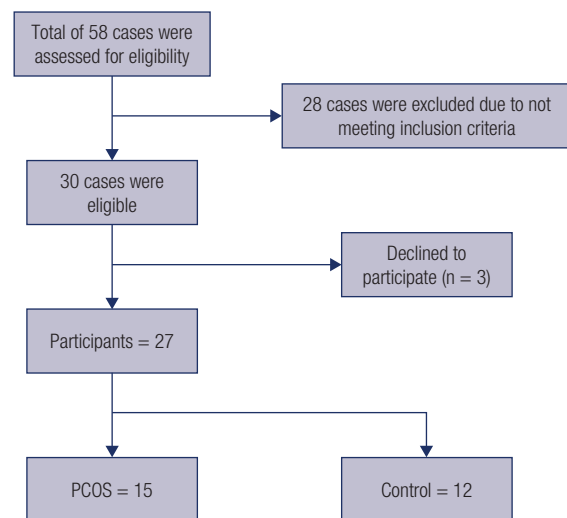 Total of 58 cases were
assessed for eligibility
28 cases were excluded due to not
meeting inclusion criteria
30 cases were
eligible
Declined to
participate (n = 3)
Participants = 27
PCOS = 15
Control = 12